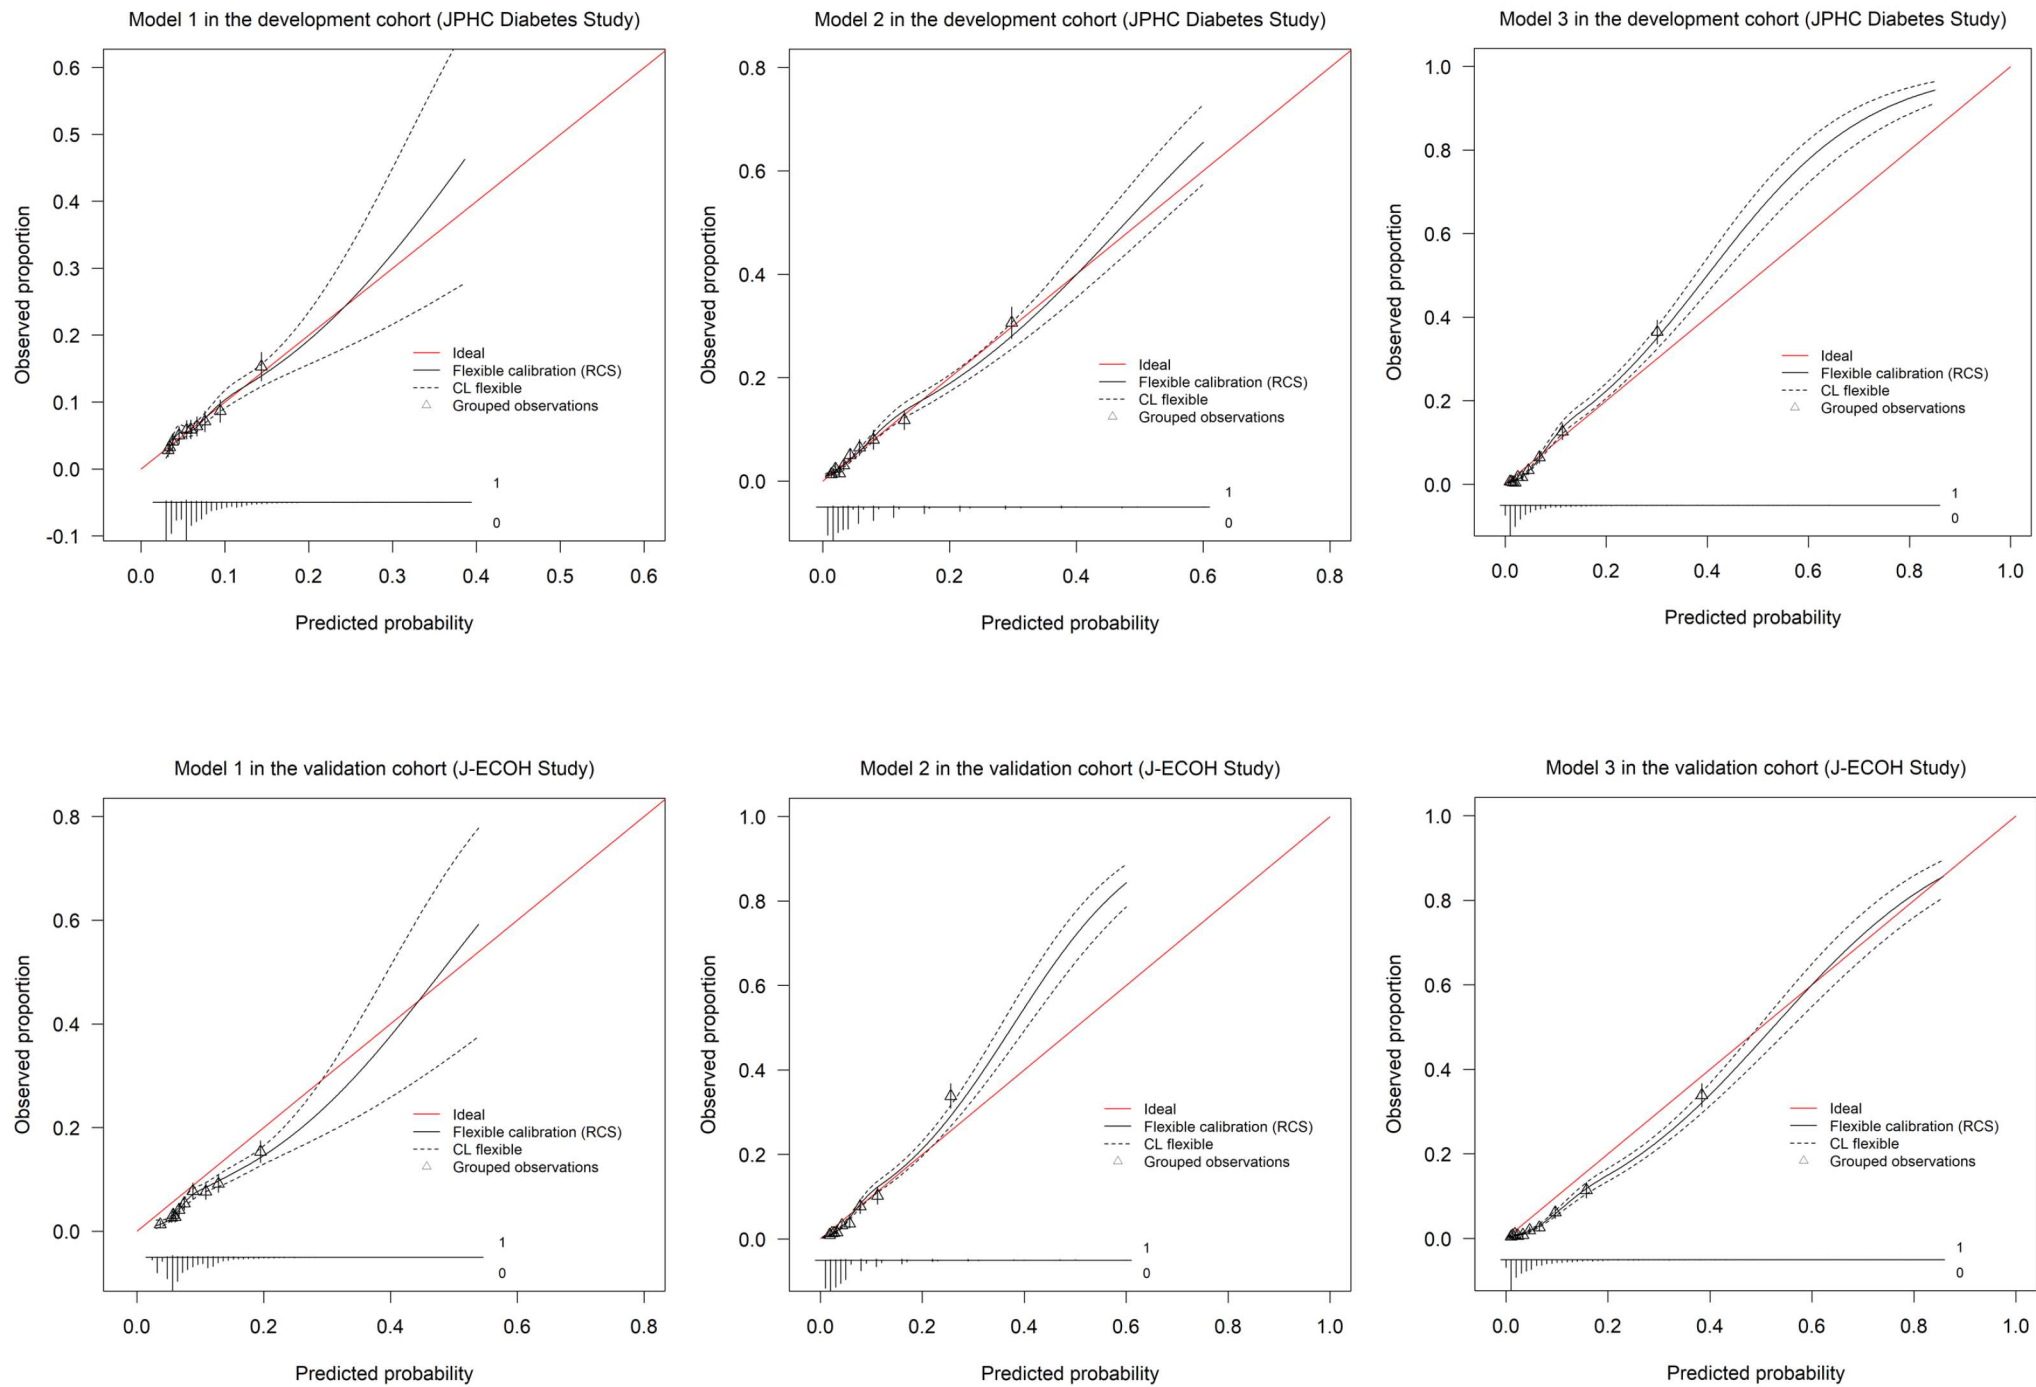 Model 1 in the development cohort (JPHC Diabetes Study)
0.6
0.5
0.4
0.3
0.2
0.1
0.0
-0.1
Observed proportion
Ideal
Flexible calibration (RCS)
CL flexible
Grouped observations
1
0
0.0 0.1 0.2 0.3 0.4 0.5 0.6
Predicted probability
Model 2 in the development cohort (JPHC Diabetes Study)
0.8
0.6
0.4
0.2
0.0
Observed proportion
Ideal
Flexible calibration (RCS)
CL flexible
Grouped observations
1
0
0.0 0.2 0.4 0.6 0.8
Predicted probability
Model 3 in the development cohort (JPHC Diabetes Study)
1.0
0.8
0.6
0.4
0.2
0.0
Observed proportion
Ideal
Flexible calibration (RCS)
CL flexible
Grouped observations
1
0
0.0 0.2 0.4 0.6 0.8 1.0
Predicted probability
Model 1 in the validation cohort (J-ECOH Study)
0.8
0.6
0.4
0.2
0.0
Observed proportion
Ideal
Flexible calibration (RCS)
CL flexible
Grouped observations
1
0
0.0 0.2 0.4 0.6 0.8
Predicted probability
Model 2 in the validation cohort (J-ECOH Study)
1.0
0.8
0.6
0.4
0.2
0.0
Observed proportion
Ideal
Flexible calibration (RCS)
CL flexible
Grouped observations
1
0
0.0 0.2 0.4 0.6 0.8 1.0
Predicted probability
Model 3 in the validation cohort (J-ECOH Study)
1.0
0.8
0.6
0.4
0.2
0.0
Observed proportion
Ideal
Flexible calibration (RCS)
CL flexible
Grouped observations
1
0
0.0 0.2 0.4 0.6 0.8 1.0
Predicted probability